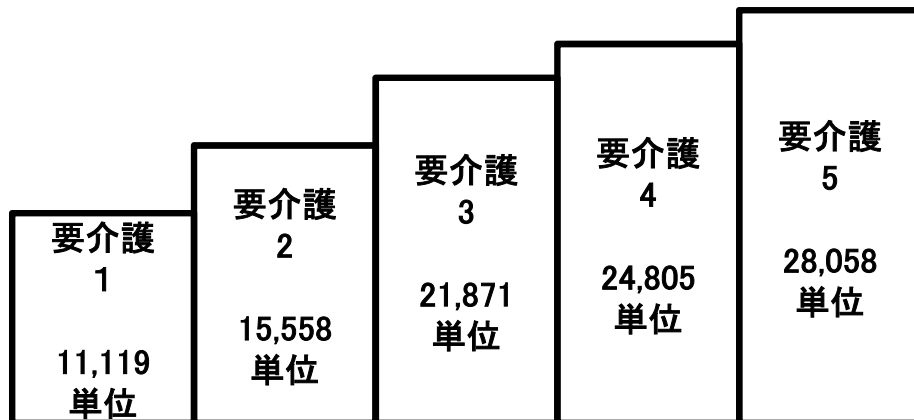 要介護
1
11,119
単位
要介護
2
15,558
単位
要介護
3
21,871
単位
要介護
4
24,805
単位
要介護
5
28,058
単位